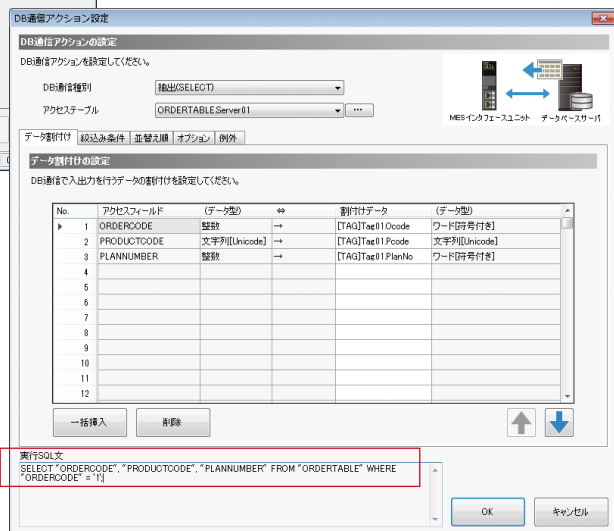 DB通信アクション設定
DB通信アクションの設定
DB通信アクションを設定してください。
DB通信種別 抽出(SELECT)
アクセステーブル ORDERTABLE.Server01 ...
MESインタフェースユニット データベースサーバ
データ割付け 絞込み条件 並替え順 オプション 例外
データ割付けの設定
DB通信で入出力を行うデータの割付けを設定してください。
No. アクセスフィールド (データ型) ⇔ 割付けデータ (データ型)
1 ORDERCODE 整数 → [TAG]Tag01.Ocode ワード[符号付き]
2 PRODUCTCODE 文字列[Unicode] → [TAG]Tag01.Pcode 文字列[Unicode]
3 PLANNUMBER 整数 → [TAG]Tag01.PlanNo ワード[符号付き]
4
5
6
7
8
9
10
11
12
一括挿入 削除
実行SQL文
SELECT "ORDERCODE", "PRODUCTCODE", "PLANNUMBER" FROM "ORDERTABLE" WHERE
"ORDERCODE" = '1';
OK キャンセル